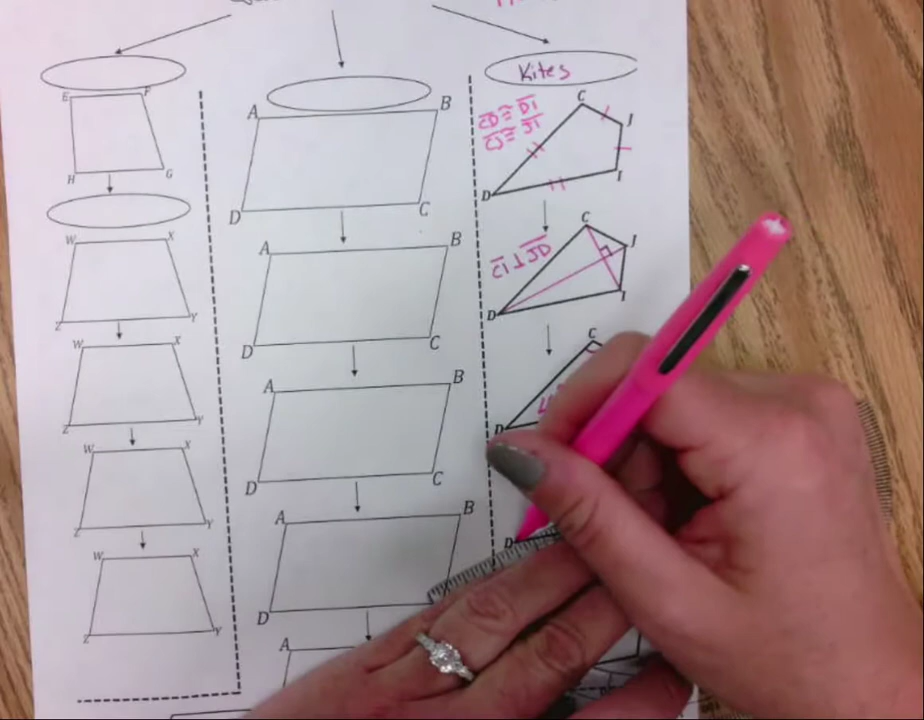 Kites
E F
H G
A B
D C
C
J
I
D
CD ≅ DI
CJ ≅ JI
W X
Z Y
A B
D C
C
J
I
D
CI ⊥ JD
W X
Z Y
A B
D C
C
D
W X
Z Y
A B
D
D
W X
Z Y
A